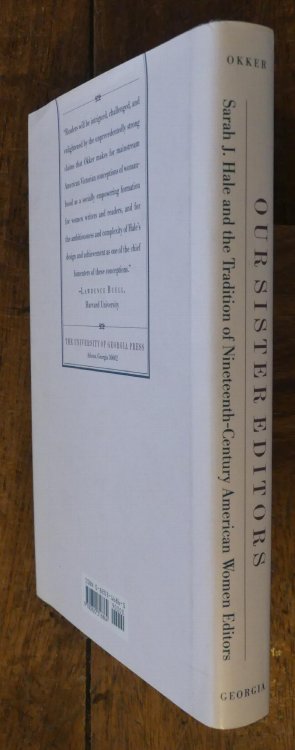 "Readers will be intrigued, challenged, and
enlightened by the unprecedentedly strong
claims that Okker makes for mainstream
American Victorian conceptions of woman-
hood as a socially empowering formation
for women writers and readers, and for
the ambitiousness and complexity of Hale's
design and achievement as one of the chief
fomenters of those conceptions."
—LAWRENCE BUELL,
Harvard University
THE UNIVERSITY OF GEORGIA PRESS
Athens, Georgia 30602
OKKER
OUR SISTER EDITORS
Sarah J. Hale and the Tradition of Nineteenth-Century American Women Editors
GEORGIA